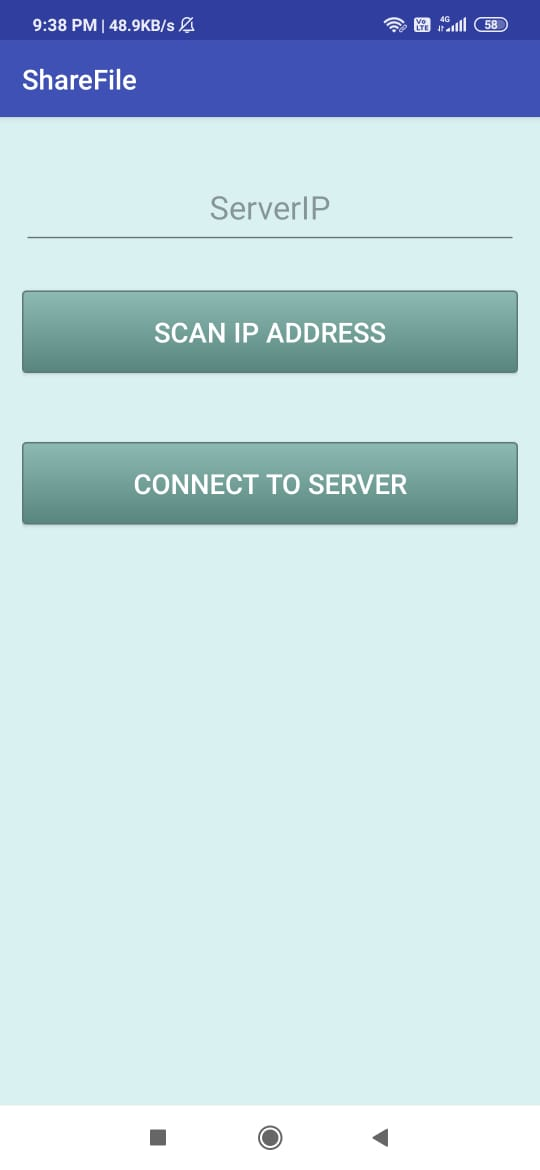 9:38 PM | 48.9KB/s
Vo LTE 4G 58
ShareFile
ServerIP
SCAN IP ADDRESS
CONNECT TO SERVER